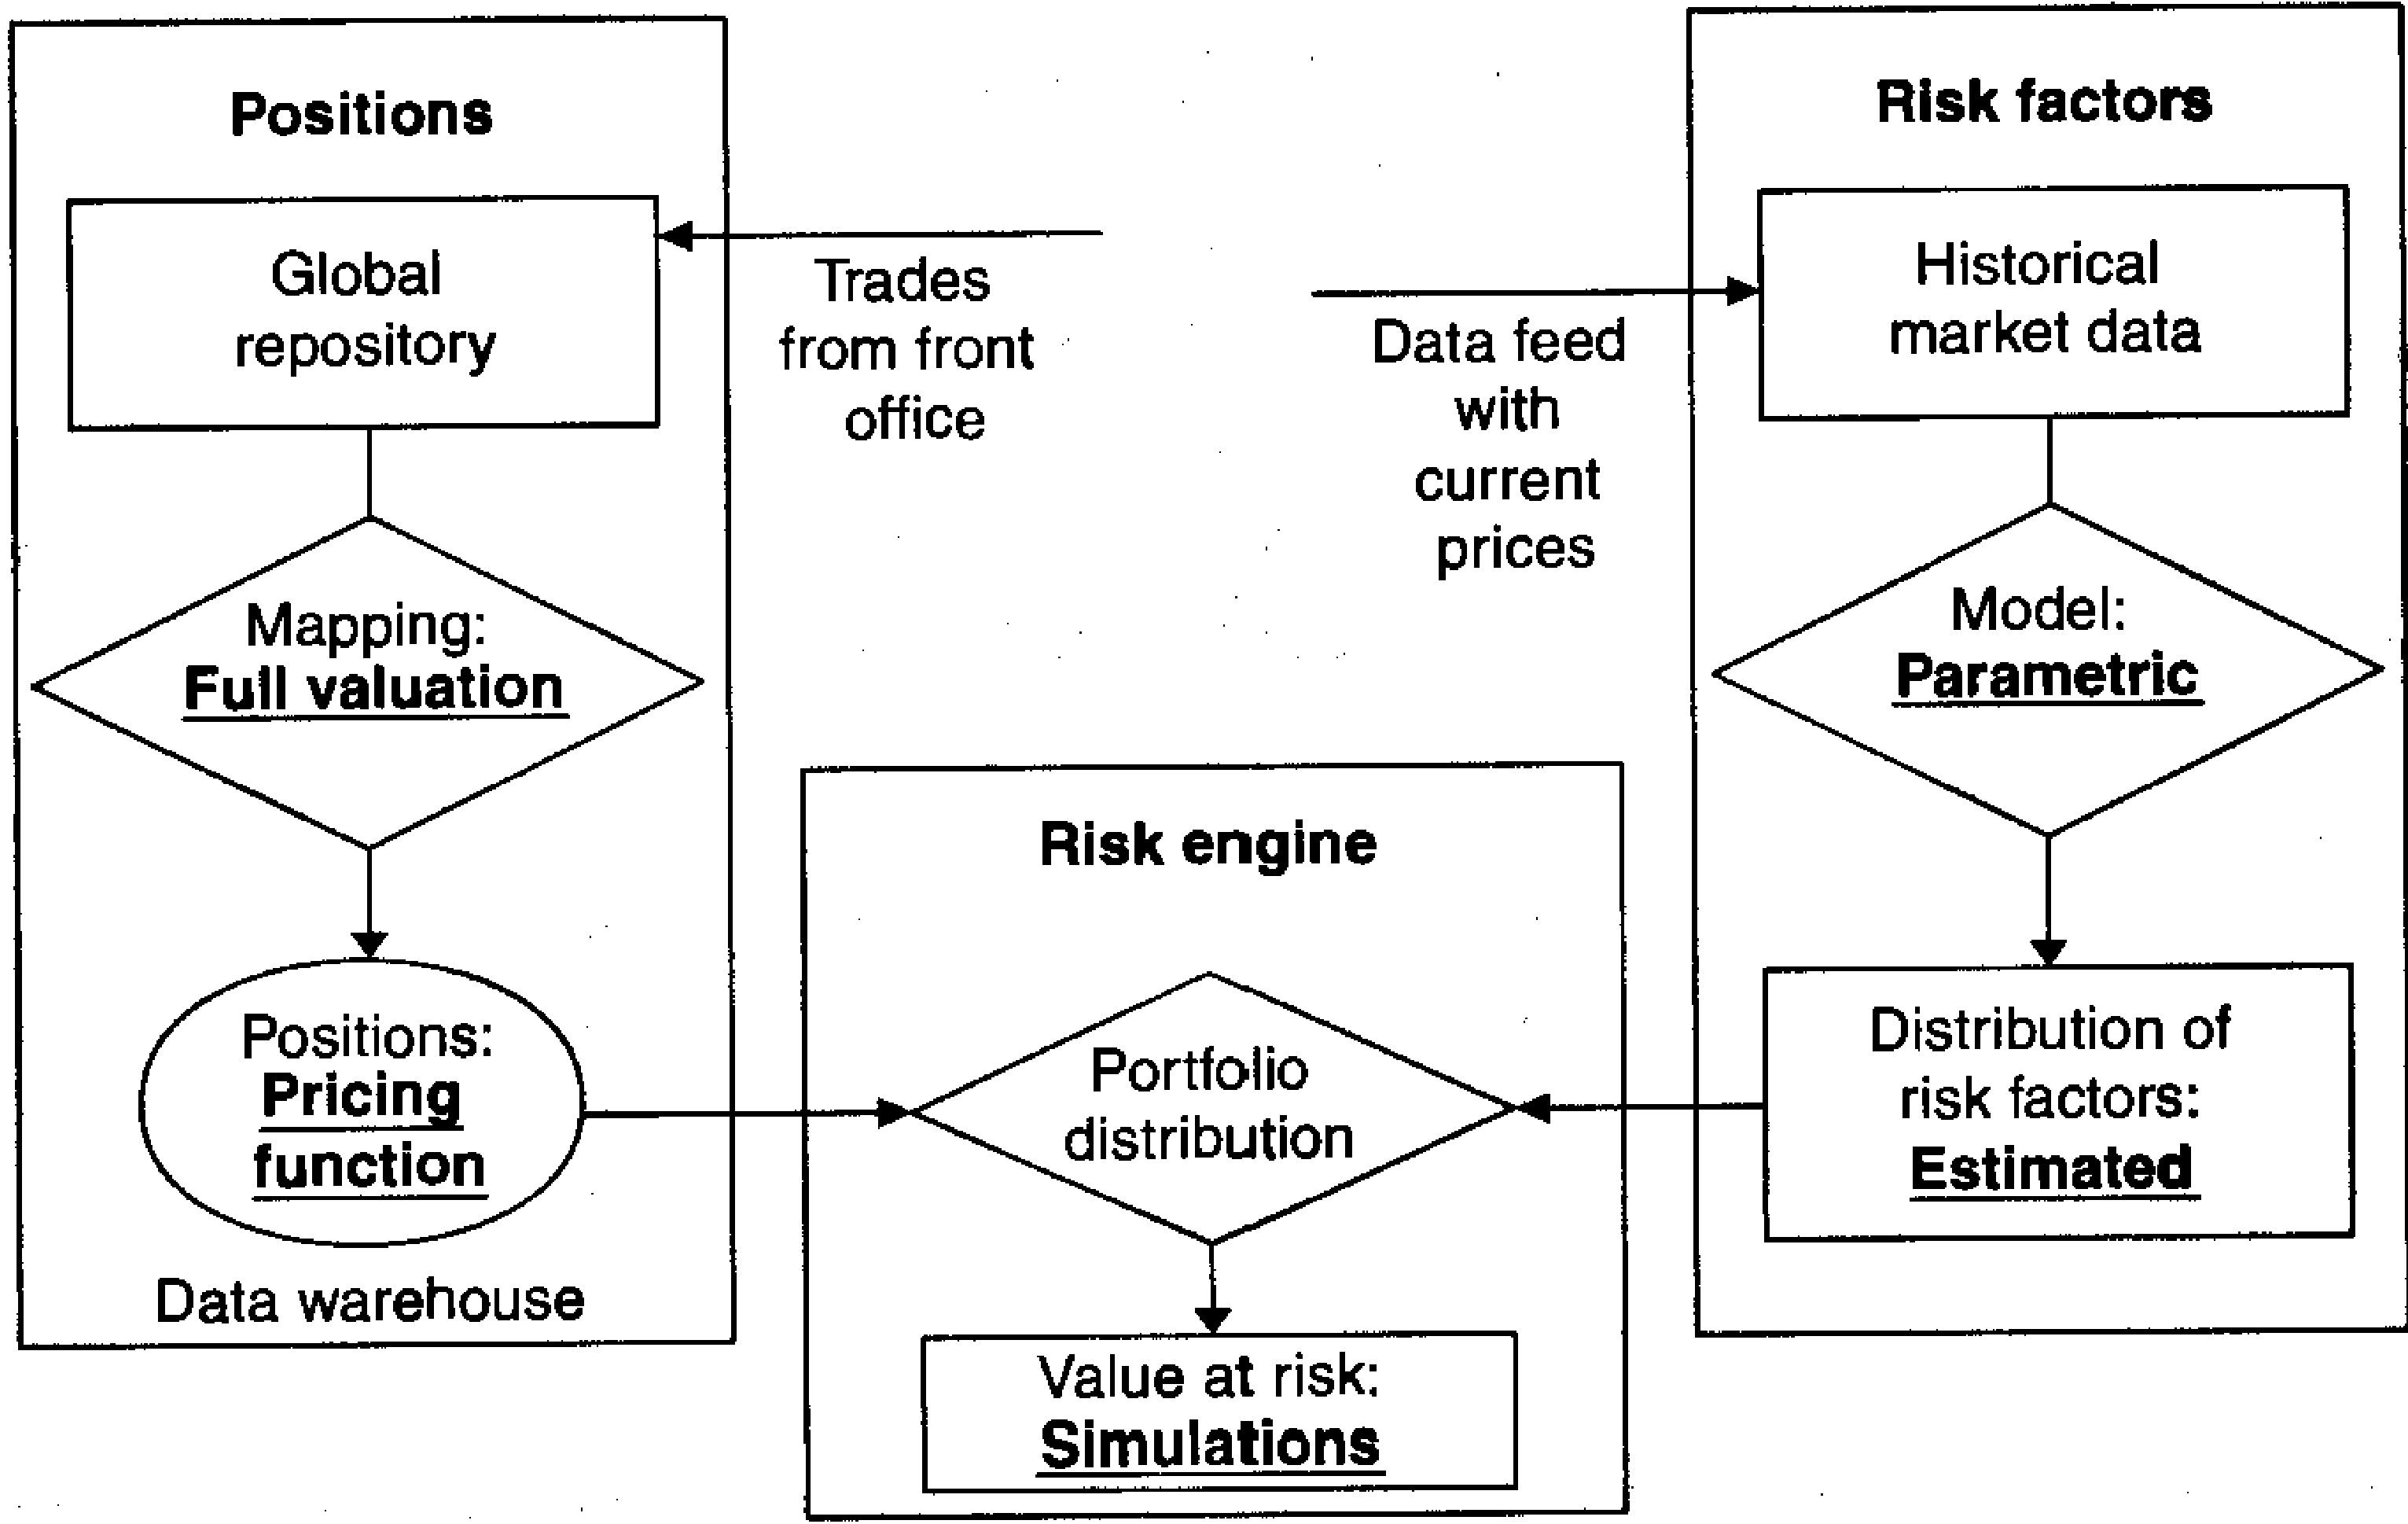 Positions
Global
repository
Trades
from front
office
Mapping:
Full valuation
Positions:
Pricing
function
Data warehouse
Risk engine
Portfolio
distribution
Value at risk:
Simulations
Data feed
with
current
prices
Risk factors
Historical
market data
Model:
Parametric
Distribution of
risk factors:
Estimated